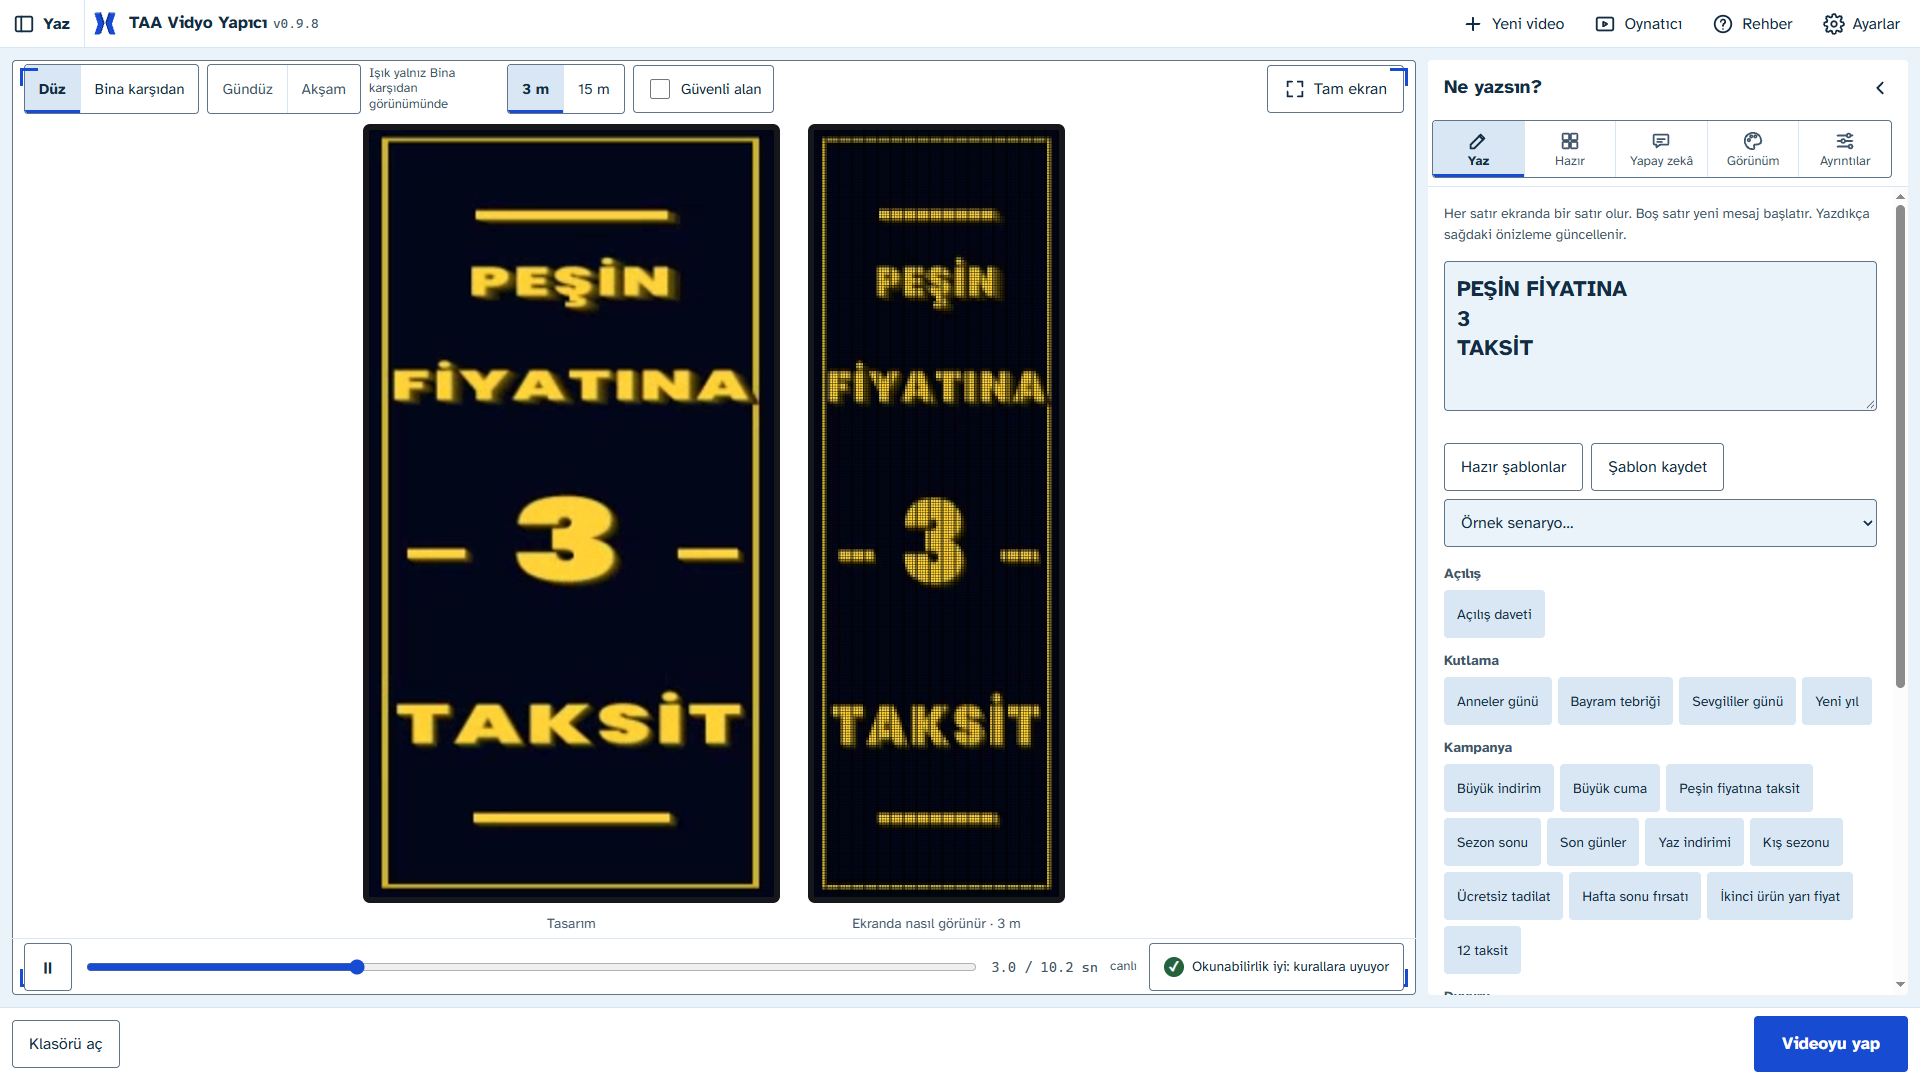 Yaz
TAA Vidyo Yapıcı v0.9.8
Yeni video
Oynatıcı
Rehber
Ayarlar
Düz
Bina karşıdan
Gündüz
Akşam
Işık yalnız Bina
karşıdan
görünümünde
3 m
15 m
Güvenli alan
Tam ekran
PEŞİN
FİYATINA
3
TAKSİT
Tasarım
PEŞİN
FİYATINA
3
TAKSİT
Ekranda nasıl görünür · 3 m
3.0 / 10.2 sn
canlı
Okunabilirlik iyi: kurallara uyuyor
Ne yazsın?
Yaz
Hazır
Yapay zekâ
Görünüm
Ayrıntılar
Her satır ekranda bir satır olur. Boş satır yeni mesaj başlatır. Yazdıkça
sağdaki önizleme güncellenir.
PEŞİN FİYATINA
3
TAKSİT
Hazır şablonlar
Şablon kaydet
Örnek senaryo...
Açılış
Açılış daveti
Kutlama
Anneler günü
Bayram tebriği
Sevgililer günü
Yeni yıl
Kampanya
Büyük indirim
Büyük cuma
Peşin fiyatına taksit
Sezon sonu
Son günler
Yaz indirimi
Kış sezonu
Ücretsiz tadilat
Hafta sonu fırsatı
İkinci ürün yarı fiyat
12 taksit
Klasörü aç
Videoyu yap